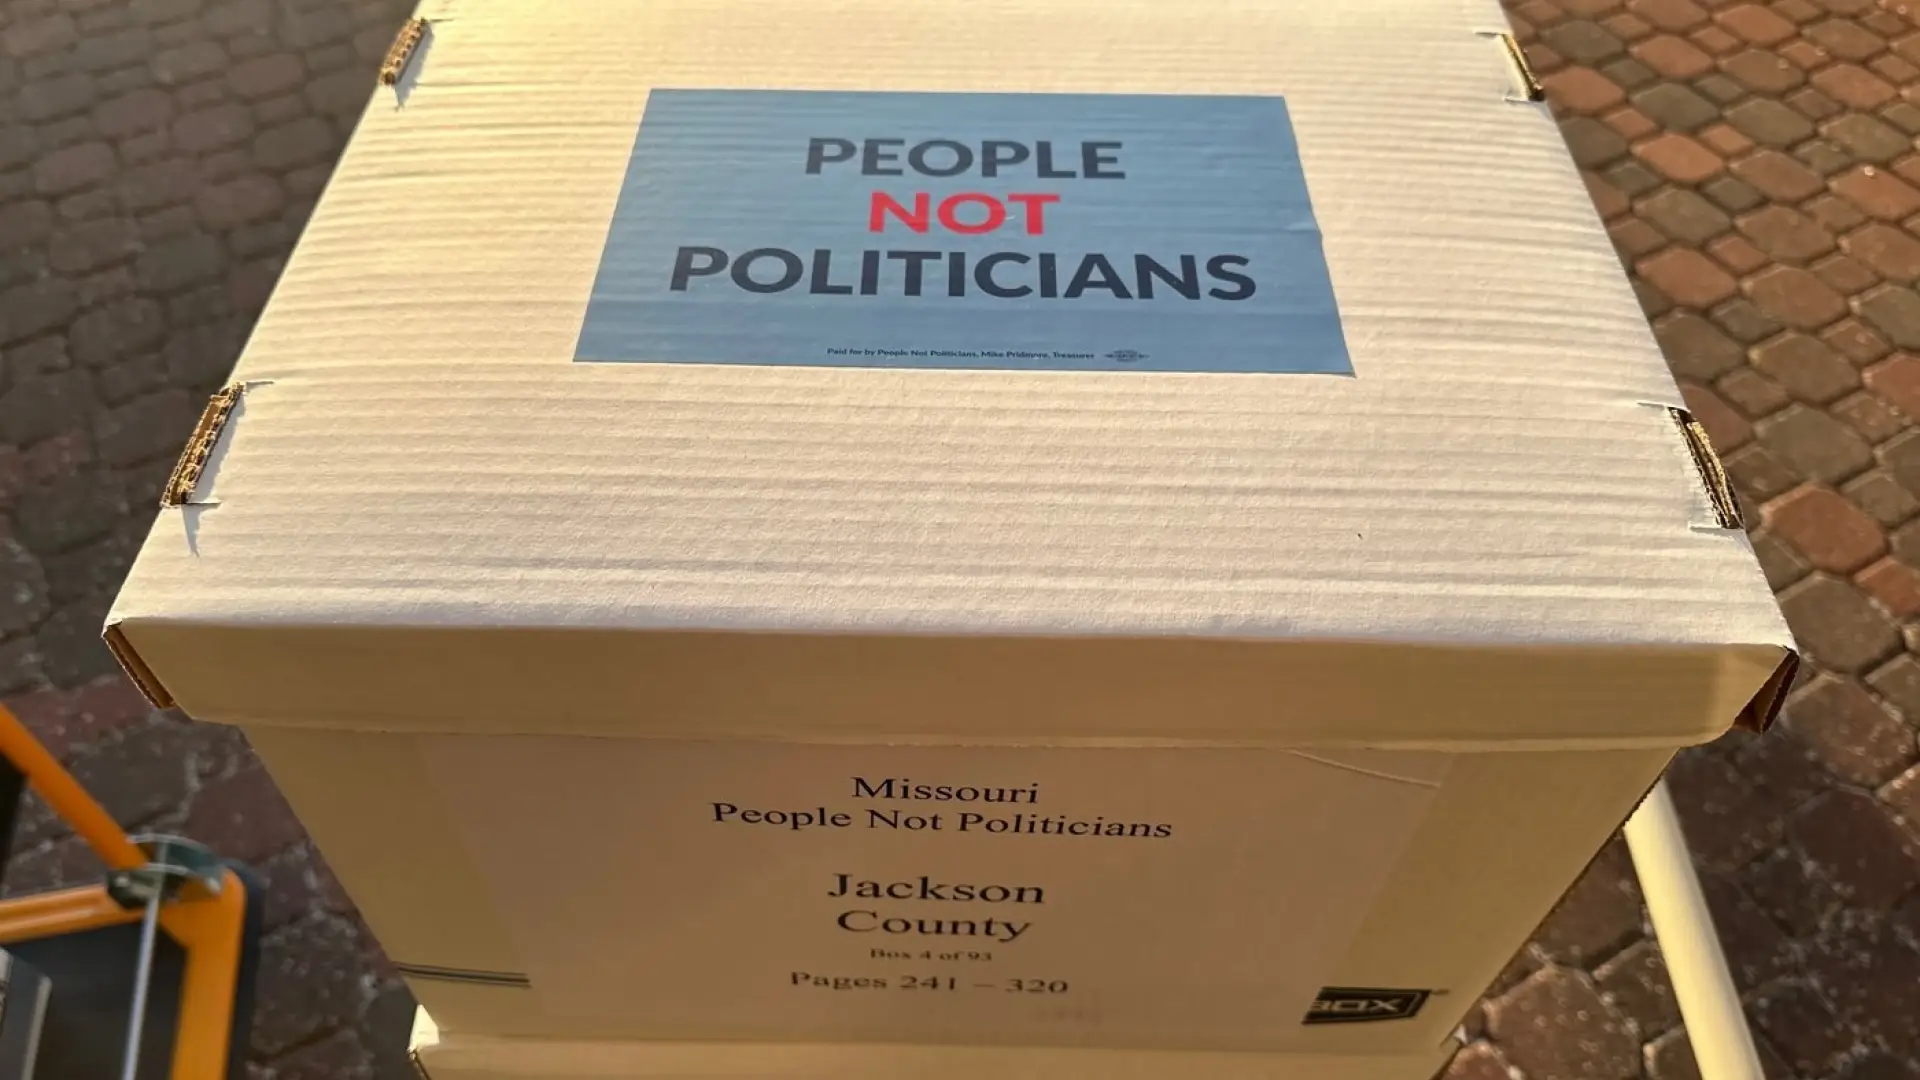 PEOPLE
NOT
POLITICIANS
Paid for by People Not Politicians, Mike Pridmore, Treasurer
Missouri
People Not Politicians
Jackson
County
Box 4 of 93
Pages 241 – 320
BOX